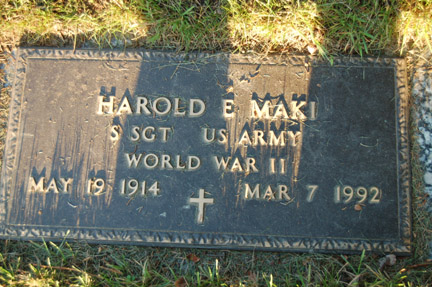 HAROLD E MAKI
S SGT US ARMY
WORLD WAR II
MAY 19 1914 MAR 7 1992